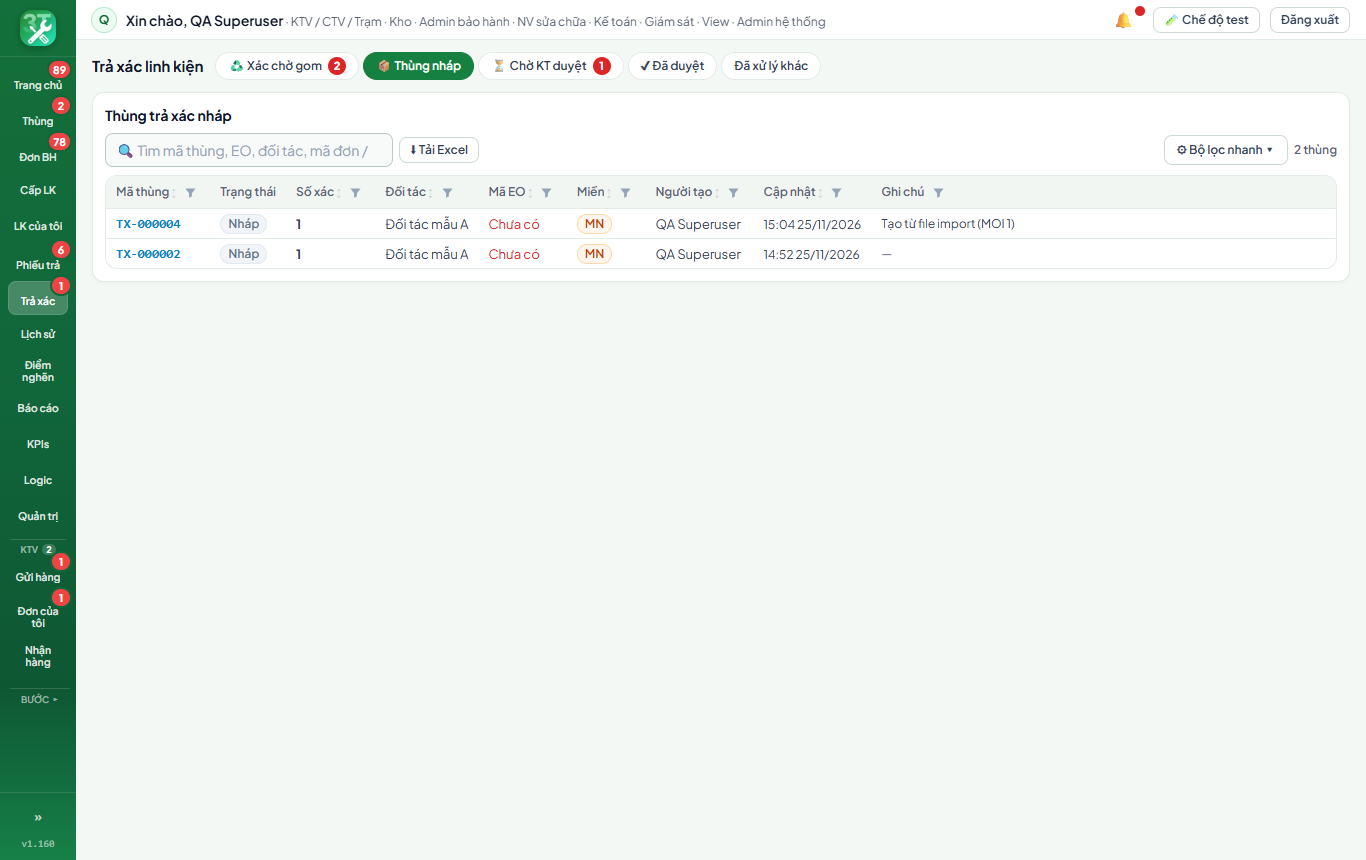 3T
Xin chào, QA Superuser · KTV / CTV / Trạm · Kho · Admin bảo hành · NV sửa chữa · Kế toán · Giám sát · View · Admin hệ thống
Q
Chế độ test
Đăng xuất
89
Trang chủ
2
Thùng
78
Đơn BH
Cấp LK
LK của tôi
6
Phiếu trả
1
Trả xác
Lịch sử
Điểm
nghẽn
Báo cáo
KPIs
Logic
Quản trị
KTV 2
1
Gửi hàng
1
Đơn của
tôi
Nhận
hàng
BƯỚC
»
v1.160
Trả xác linh kiện
Xác chờ gom 2
Thùng nháp
Chờ KT duyệt 1
✓ Đã duyệt
Đã xử lý khác
Thùng trả xác nháp
Tìm mã thùng, EO, đối tác, mã đơn /
⬇ Tải Excel
⚙ Bộ lọc nhanh ▾
2 thùng
Mã thùng Trạng thái Số xác Đối tác Mã EO Miền Người tạo Cập nhật Ghi chú
TX-000004 Nháp 1 Đối tác mẫu A Chưa có MN QA Superuser 15:04 25/11/2026 Tạo từ file import (MOI 1)
TX-000002 Nháp 1 Đối tác mẫu A Chưa có MN QA Superuser 14:52 25/11/2026 —